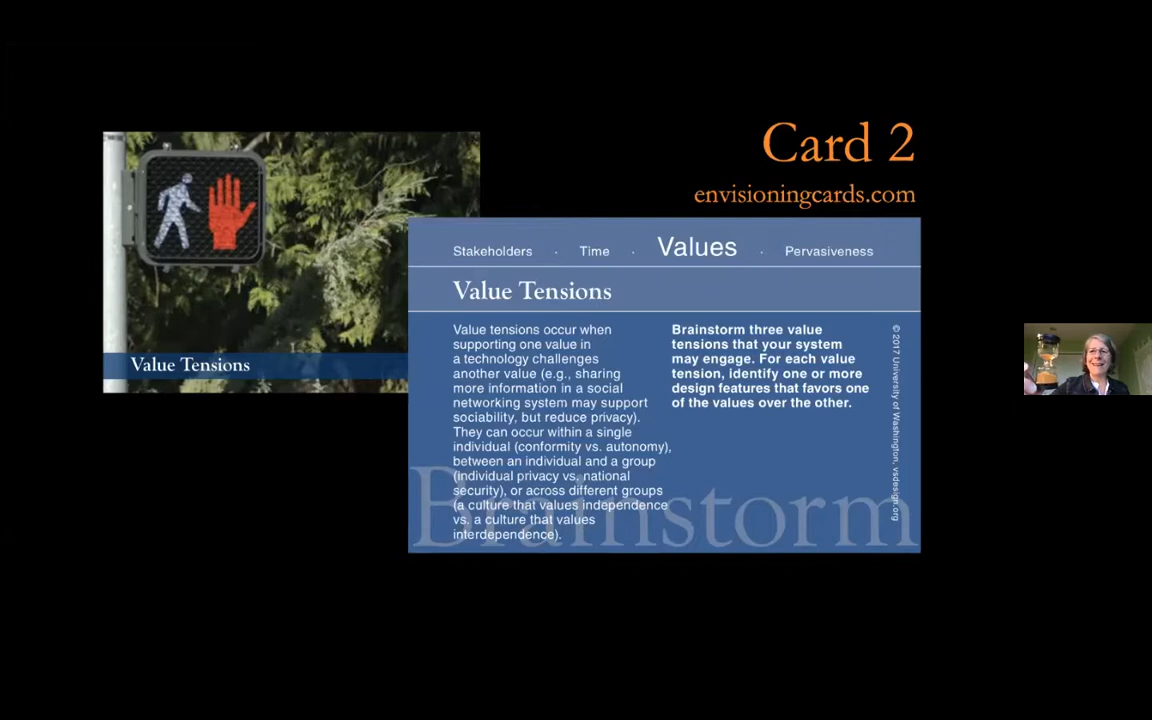 Card 2
envisioningcards.com
Value Tensions
Stakeholders · Time · Values · Pervasiveness
Value Tensions
Value tensions occur when
supporting one value in
a technology challenges
another value (e.g., sharing
more information in a social
networking system may support
sociability, but reduce privacy).
They can occur within a single
individual (conformity vs. autonomy),
between an individual and a group
(individual privacy vs. national
security), or across different groups
(a culture that values independence
vs. a culture that values
interdependence).
Brainstorm three value
tensions that your system
may engage. For each value
tension, identify one or more
design features that favors one
of the values over the other.
Brainstorm
© 2017 University of Washington, vsdesign.org